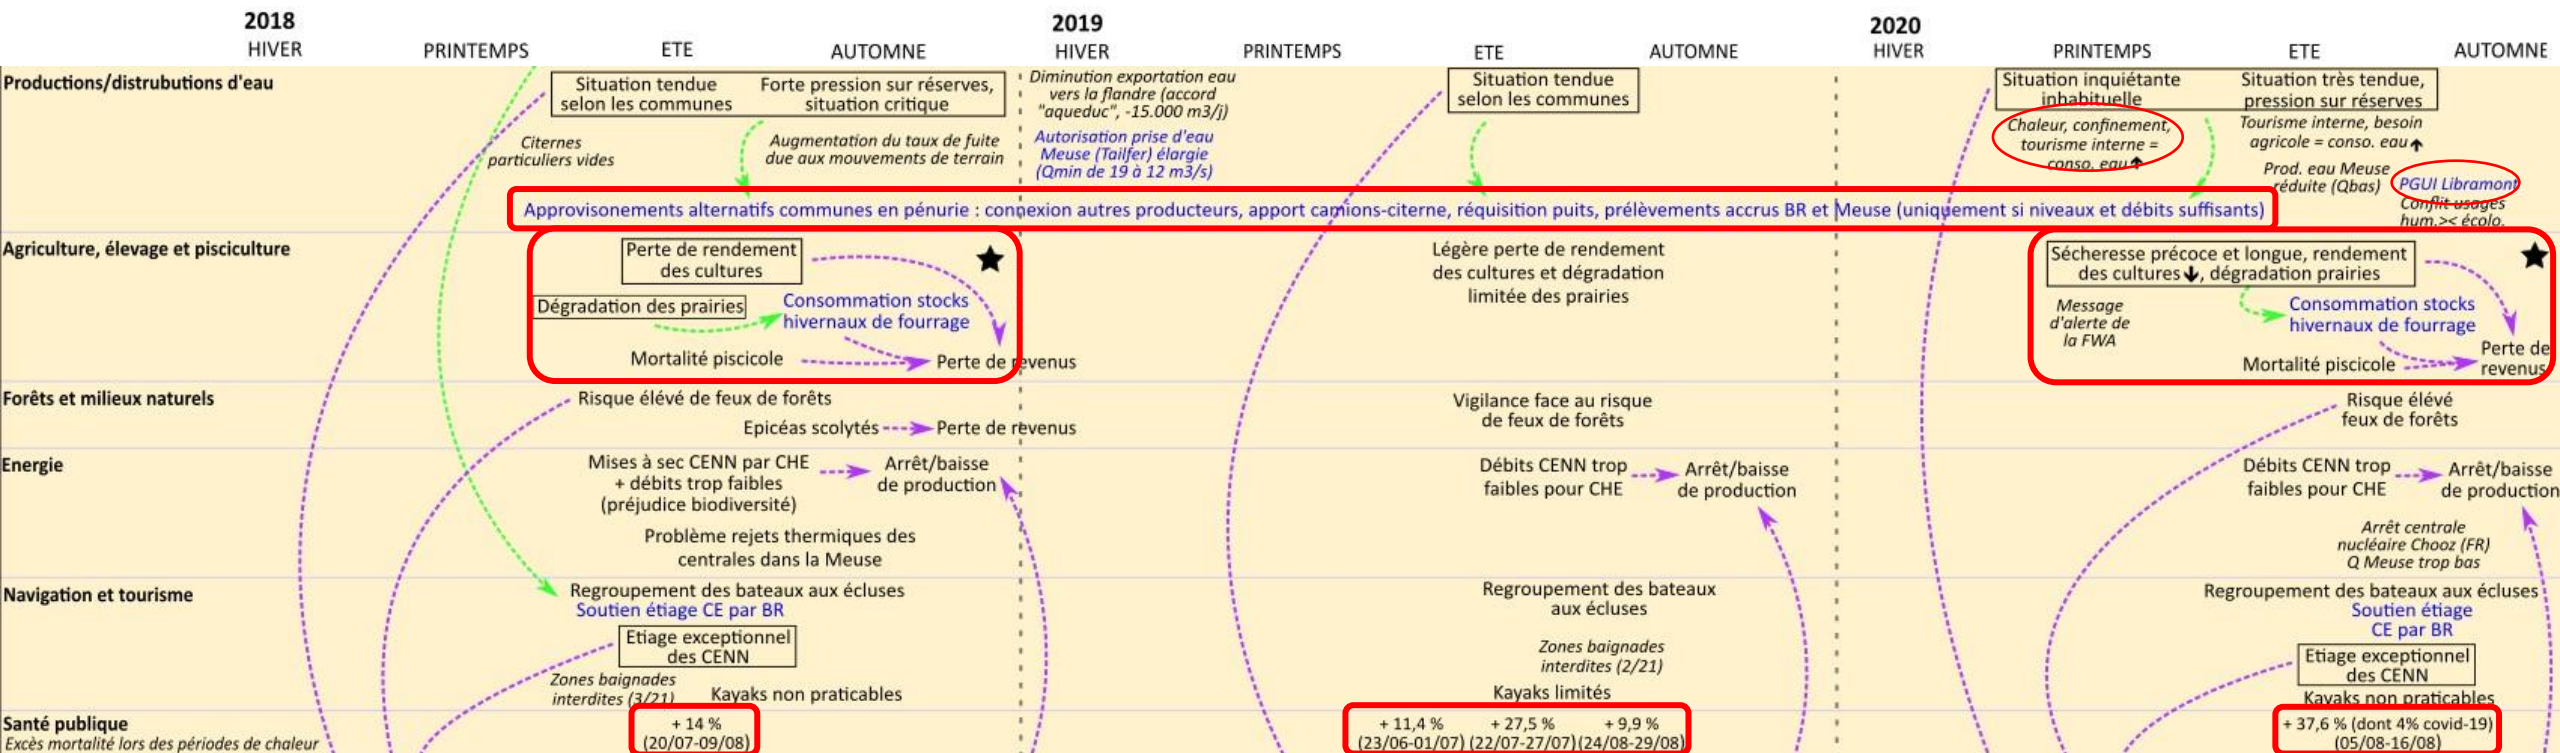 2018
2019
2020
HIVER
PRINTEMPS
ETE
AUTOMNE
HIVER
PRINTEMPS
ETE
AUTOMNE
HIVER
PRINTEMPS
ETE
AUTOMNE
Productions/distrubutions d'eau
Situation tendue
selon les communes
Forte pression sur réserves,
situation critique
Citernes
particuliers vides
Augmentation du taux de fuite
due aux mouvements de terrain
Diminution exportation eau
vers la flandre (accord
"aqueduc", -15.000 m3/j)
Autorisation prise d'eau
Meuse (Tailfer) élargie
(Qmin de 19 à 12 m3/s)
Situation tendue
selon les communes
Situation inquiétante
inhabituelle
Situation très tendue,
pression sur réserves
Chaleur, confinement,
tourisme interne =
conso. eau
Tourisme interne, besoin
agricole = conso. eau
Prod. eau Meuse
réduite (Qbas)
PGUI Libramont
Conflit usages
hum.>< écolo.
Approvisonements alternatifs communes en pénurie : connexion autres producteurs, apport camions-citerne, réquisition puits, prélèvements accrus BR et Meuse (uniquement si niveaux et débits suffisants)
Agriculture, élevage et pisciculture
Perte de rendement
des cultures
Dégradation des prairies
Consommation stocks
hivernaux de fourrage
Mortalité piscicole
Perte de revenus
Légère perte de rendement
des cultures et dégradation
limitée des prairies
Sécheresse précoce et longue, rendement
des cultures , dégradation prairies
Message
d'alerte de
la FWA
Consommation stocks
hivernaux de fourrage
Mortalité piscicole
Perte de
revenus
Forêts et milieux naturels
Risque élevé de feux de forêts
Epicéas scolytés
Perte de revenus
Vigilance face au risque
de feux de forêts
Risque élévé
feux de forêts
Energie
Mises à sec CENN par CHE
+ débits trop faibles
(préjudice biodiversité)
Arrêt/baisse
de production
Problème rejets thermiques des
centrales dans la Meuse
Débits CENN trop
faibles pour CHE
Arrêt/baisse
de production
Débits CENN trop
faibles pour CHE
Arrêt/baisse
de production
Arrêt centrale
nucléaire Chooz (FR)
Q Meuse trop bas
Navigation et tourisme
Regroupement des bateaux aux écluses
Soutien étiage CE par BR
Etiage exceptionnel
des CENN
Zones baignades
interdites (3/21)
Kayaks non praticables
Regroupement des bateaux
aux écluses
Zones baignades
interdites (2/21)
Kayaks limités
Regroupement des bateaux aux écluses
Soutien étiage
CE par BR
Etiage exceptionnel
des CENN
Kayaks non praticables
Santé publique
Excès mortalité lors des périodes de chaleur
+ 14 %
(20/07-09/08)
+ 11,4 %
(23/06-01/07)
+ 27,5 %
(22/07-27/07)
+ 9,9 %
(24/08-29/08)
+ 37,6 % (dont 4% covid-19)
(05/08-16/08)